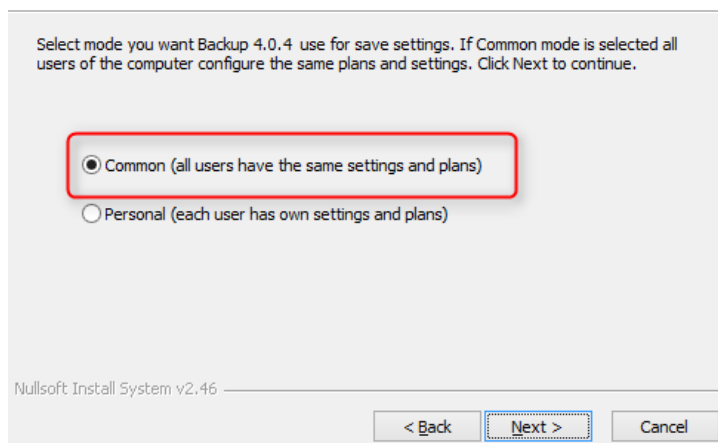 Select mode you want Backup 4.0.4 use for save settings. If Common mode is selected all
users of the computer configure the same plans and settings. Click Next to continue.
Common (all users have the same settings and plans)
Personal (each user has own settings and plans)
Nullsoft Install System v2.46
< Back
Next >
Cancel